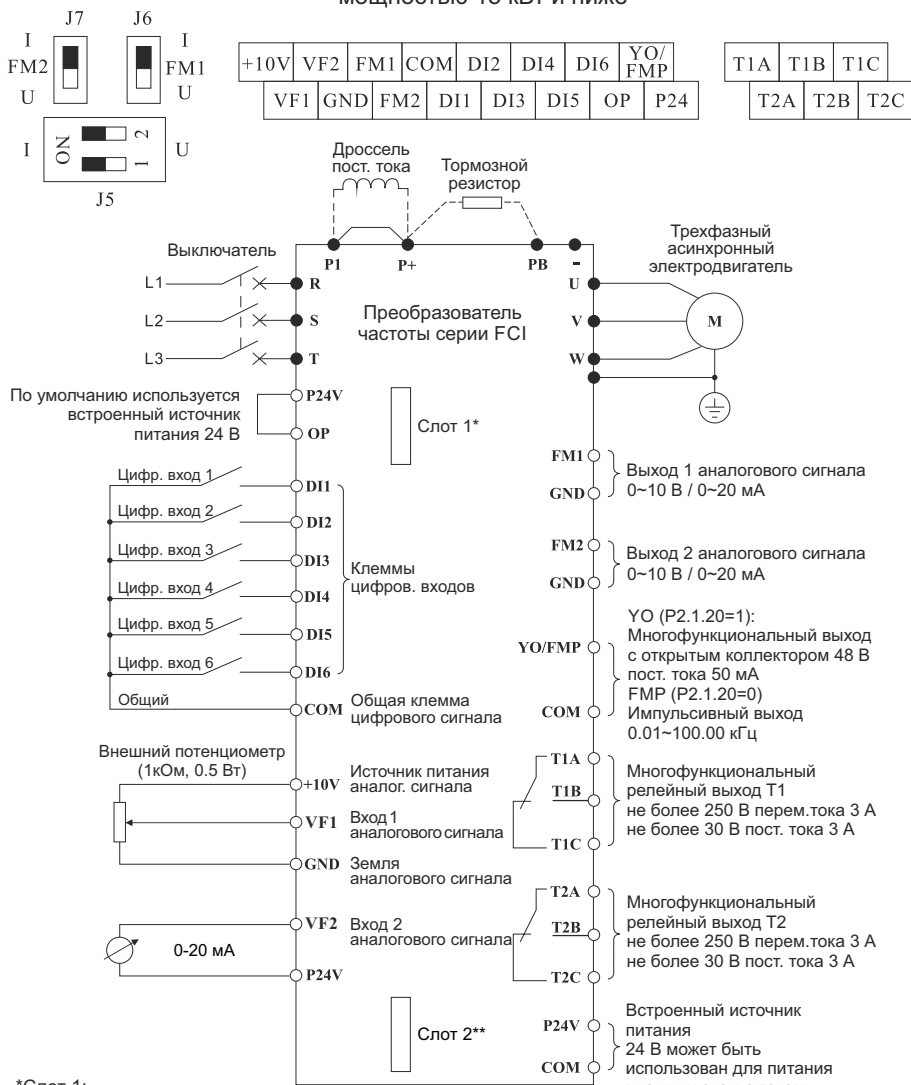 J7
J6
I
FM2
U
I
FM1
U
I
ON
2
1
U
J5
+10V VF2 FM1 COM DI2 DI4 DI6 YO/FMP
VF1 GND FM2 DI1 DI3 DI5 OP P24
T1A T1B T1C
T2A T2B T2C
Дроссель
пост. тока
Тормозной
резистор
Выключатель
P1
P+
PB
-
L1
R
L2
S
L3
T
Преобразователь
частоты серии FCI
Трехфазный
асинхронный
электродвигатель
U
V
W
M
По умолчанию используется
встроенный источник
питания 24 В
P24V
OP
Слот 1*
Цифр. вход 1
DI1
Цифр. вход 2
DI2
Цифр. вход 3
DI3
Цифр. вход 4
DI4
Цифр. вход 5
DI5
Цифр. вход 6
DI6
Клеммы
цифров. входов
Общий
COM
Общая клемма
цифрового сигнала
Внешний потенциометр
(1кОм, 0.5 Вт)
+10V
Источник питания
аналог. сигнала
VF1
Вход 1
аналогового сигнала
GND
Земля
аналогового сигнала
VF2
Вход 2
аналогового сигнала
0-20 мА
P24V
Слот 2**
FM1
GND
Выход 1 аналогового сигнала
0~10 В / 0~20 мА
FM2
GND
Выход 2 аналогового сигнала
0~10 В / 0~20 мА
YO/FMP
COM
YO (P2.1.20=1):
Многофункциональный выход
с открытым коллектором 48 В
пост. тока 50 мА
FMP (P2.1.20=0)
Импульсивный выход
0.01~100.00 кГц
T1A
T1B
T1C
Многофункциональный
релейный выход T1
не более 250 В перем.тока 3 А
не более 30 В пост. тока 3 А
T2A
T2B
T2C
Многофункциональный
релейный выход T2
не более 250 В перем.тока 3 А
не более 30 В пост. тока 3 А
P24V
COM
Встроенный источник
питания
24 В может быть
использован для питания
*Слот 1: